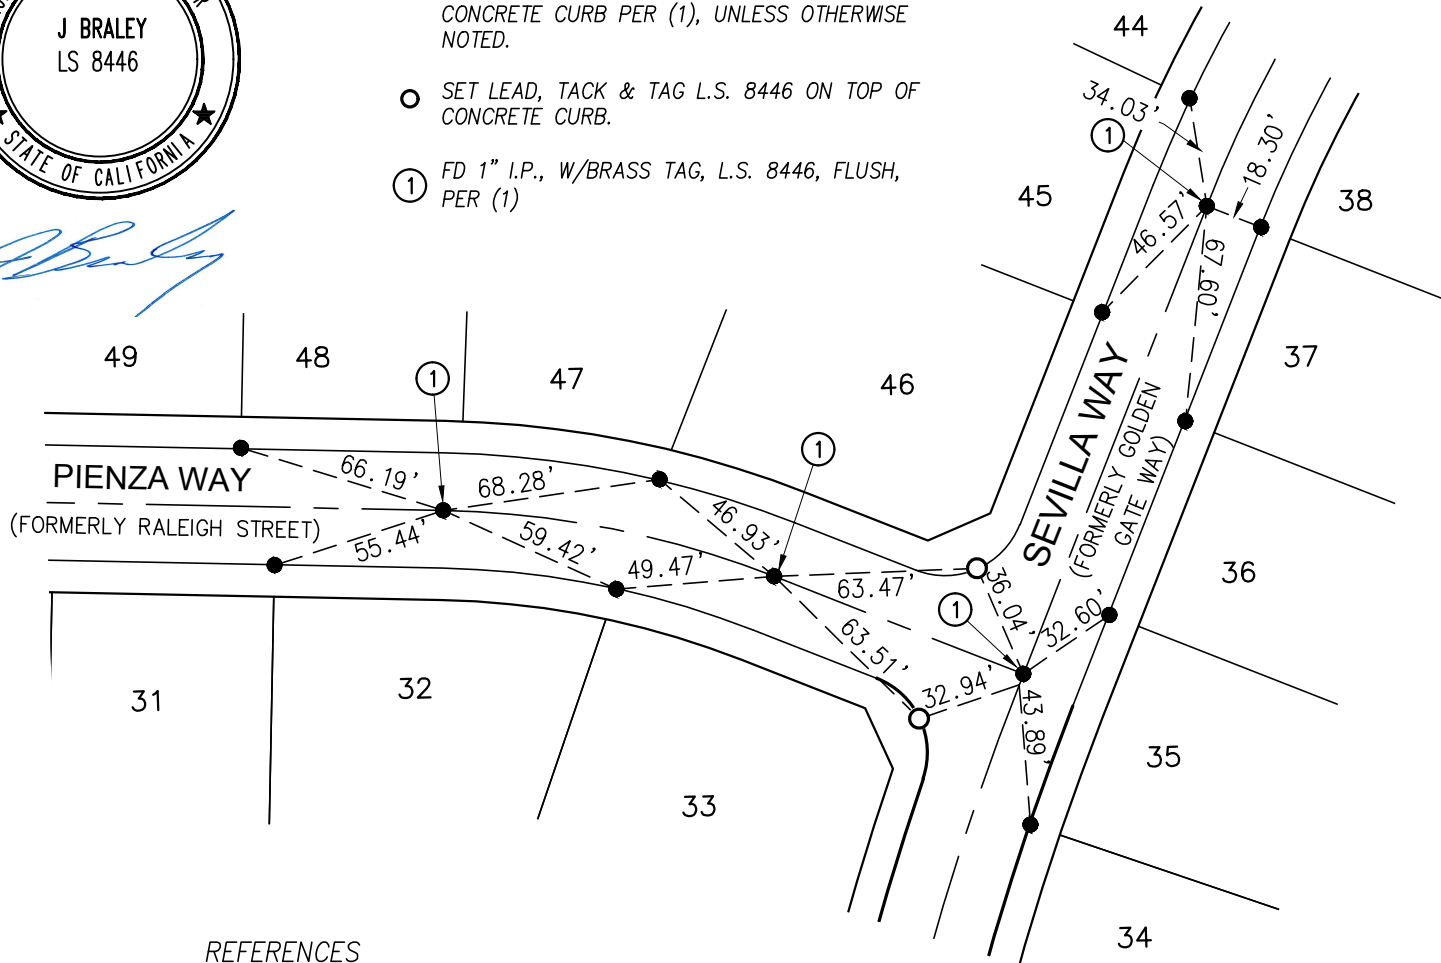 J BRALEY
LS 8446
STATE OF CALIFORNIA
CONCRETE CURB PER (1), UNLESS OTHERWISE
NOTED.
SET LEAD, TACK & TAG L.S. 8446 ON TOP OF
CONCRETE CURB.
1 FD 1" I.P., W/BRASS TAG, L.S. 8446, FLUSH,
PER (1)
44
34.03'
1
18.30'
45
38
46.57'
67.60'
49
48
47
46
37
1
1
PIENZA WAY
(FORMERLY RALEIGH STREET)
66.19'
68.28'
55.44'
59.42'
46.93'
49.47'
63.47'
63.51'
SEVILLA WAY
(FORMERLY GOLDEN
GATE WAY)
36
1
36.04'
32.60'
32.94'
43.89'
31
32
33
35
34
REFERENCES